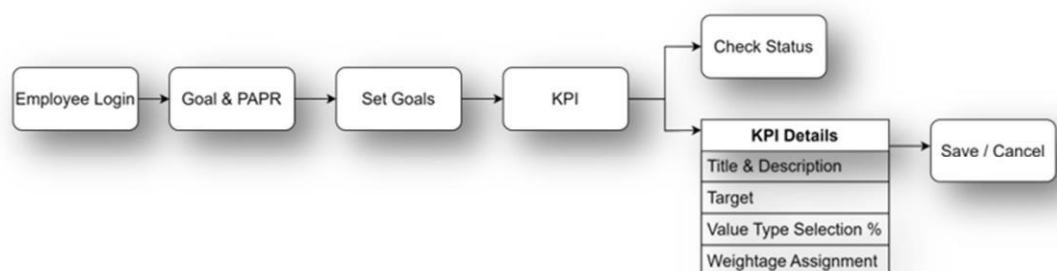 Employee Login
Goal & PAPR
Set Goals
KPI
Check Status
KPI Details
Title & Description
Target
Value Type Selection %
Weightage Assignment
Save / Cancel